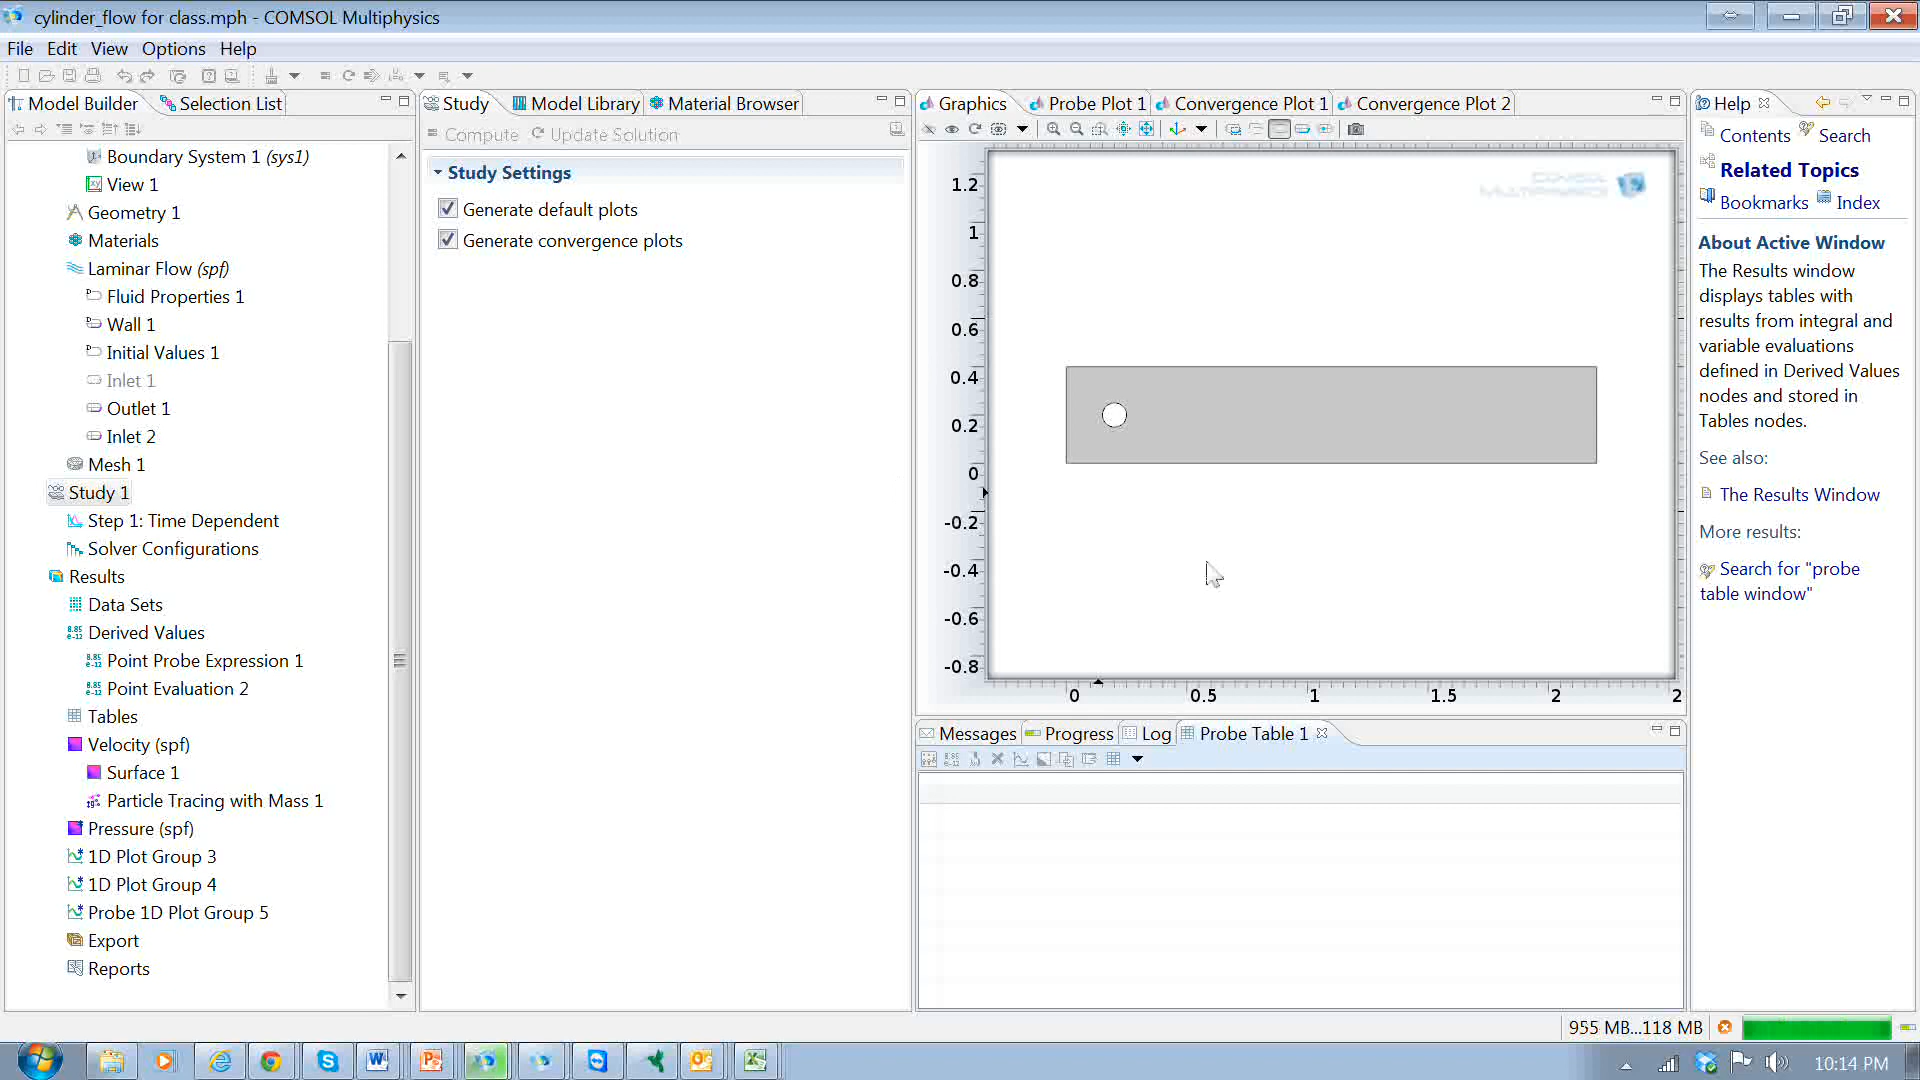 cylinder_flow for class.mph - COMSOL Multiphysics
File Edit View Options Help
Model Builder Selection List
Boundary System 1 (sys1)
View 1
Geometry 1
Materials
Laminar Flow (spf)
Fluid Properties 1
Wall 1
Initial Values 1
Inlet 1
Outlet 1
Inlet 2
Mesh 1
Study 1
Step 1: Time Dependent
Solver Configurations
Results
Data Sets
Derived Values
Point Probe Expression 1
Point Evaluation 2
Tables
Velocity (spf)
Surface 1
Particle Tracing with Mass 1
Pressure (spf)
1D Plot Group 3
1D Plot Group 4
Probe 1D Plot Group 5
Export
Reports
Study Model Library Material Browser
Compute Update Solution
Study Settings
Generate default plots
Generate convergence plots
Graphics Probe Plot 1 Convergence Plot 1 Convergence Plot 2
COMSOL
MULTIPHYSICS
1.2
1
0.8
0.6
0.4
0.2
0
-0.2
-0.4
-0.6
-0.8
0 0.5 1 1.5 2 2
Messages Progress Log Probe Table 1
Help
Contents Search
Related Topics
Bookmarks Index
About Active Window
The Results window
displays tables with
results from integral and
variable evaluations
defined in Derived Values
nodes and stored in
Tables nodes.
See also:
The Results Window
More results:
Search for "probe
table window"
955 MB...118 MB
10:14 PM